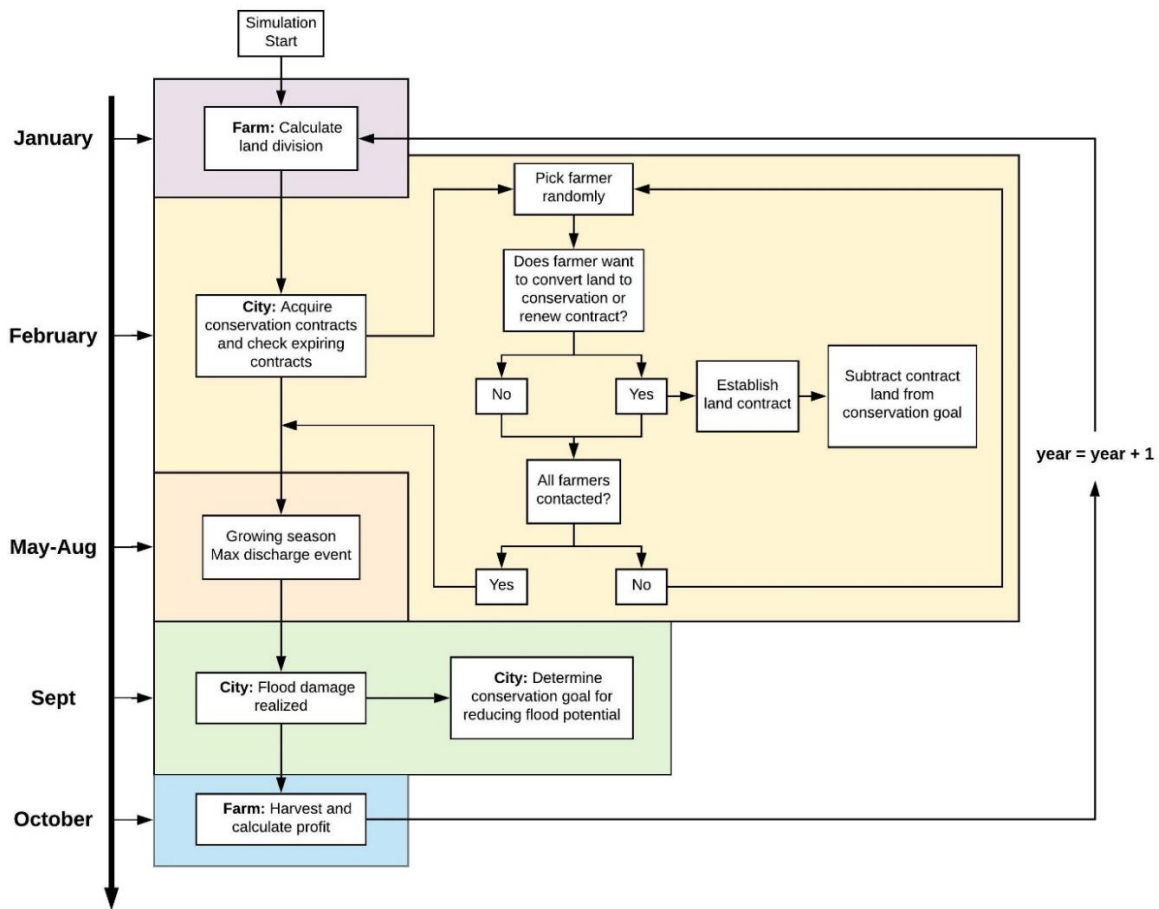 Simulation
Start
January
Farm: Calculate
land division
Pick farmer
randomly
Does farmer want
to convert land to
conservation or
renew contract?
February
City: Acquire
conservation contracts
and check expiring
contracts
No
Yes
Establish
land contract
Subtract contract
land from
conservation goal
year = year + 1
All farmers
contacted?
May-Aug
Growing season
Max discharge event
Yes
No
Sept
City: Flood damage
realized
City: Determine
conservation goal for
reducing flood potential
October
Farm: Harvest and
calculate profit